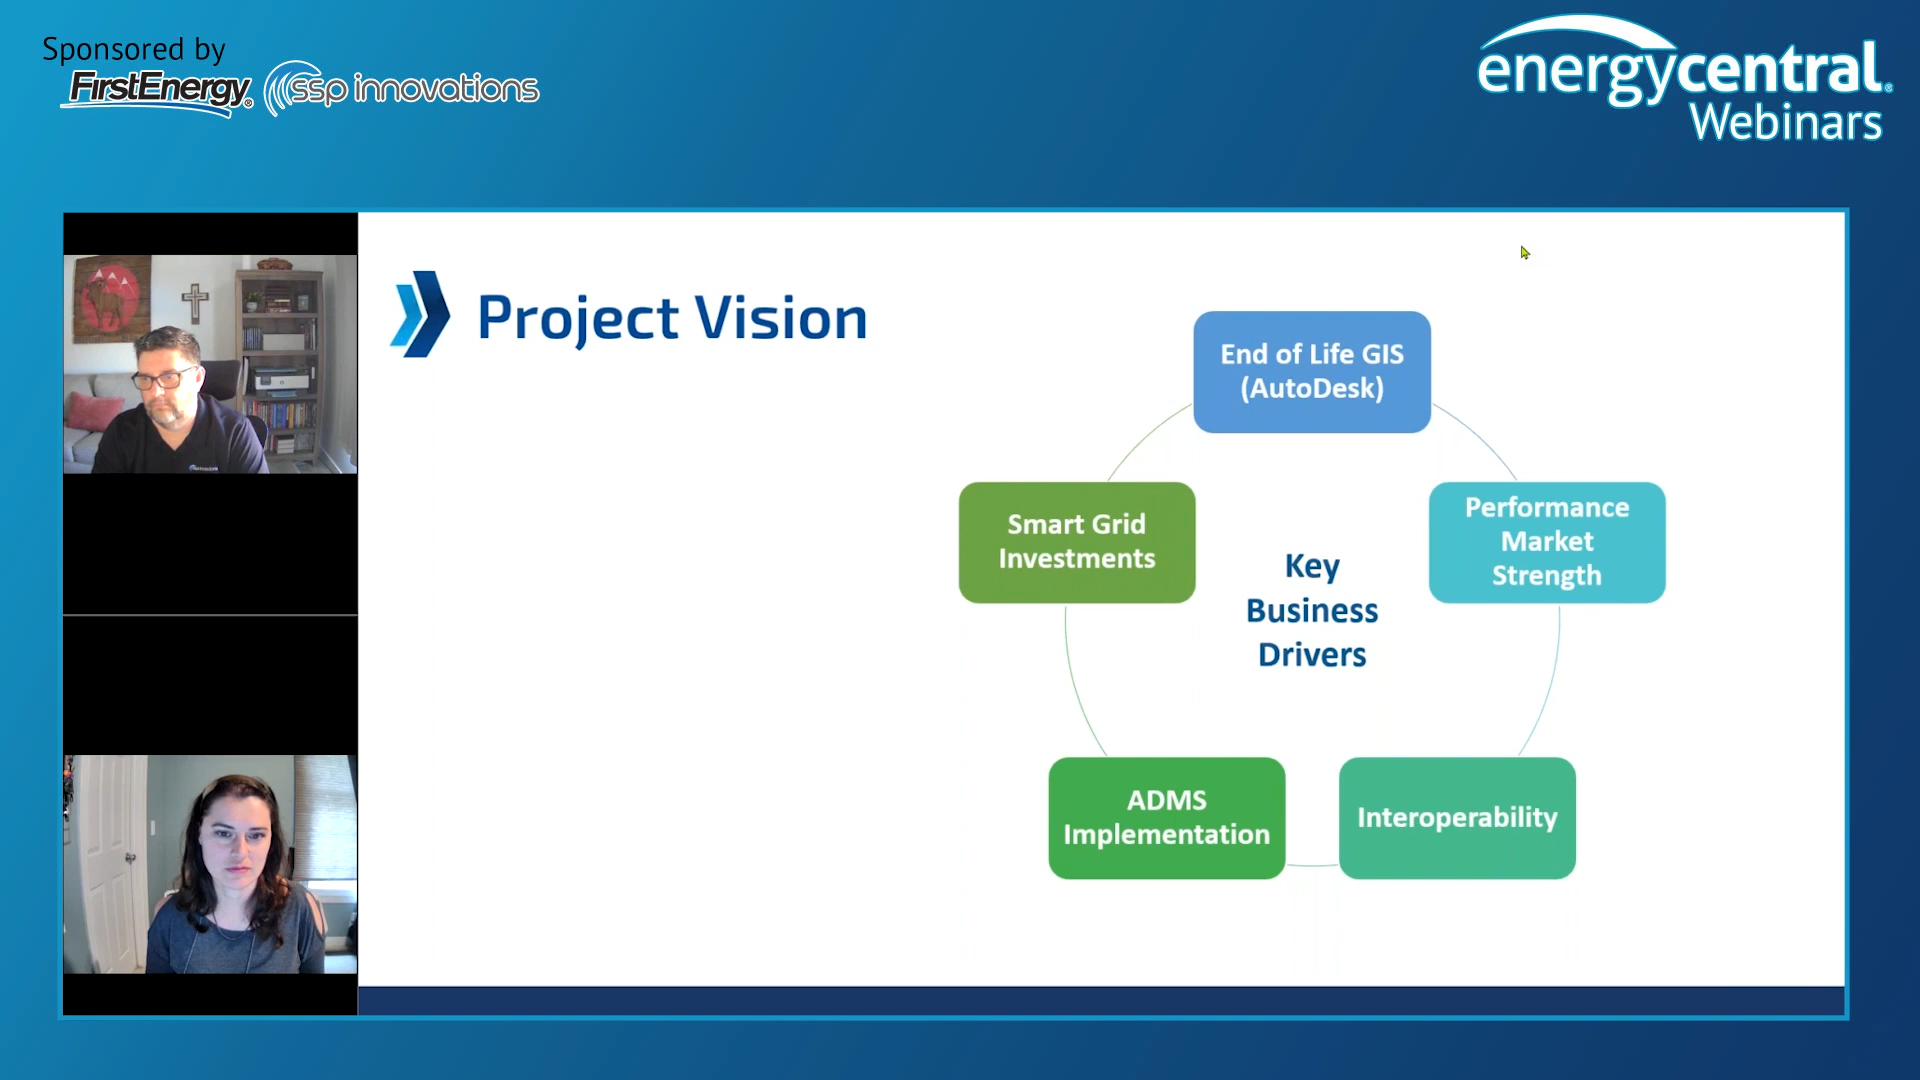 Sponsored by
FirstEnergy®
ssp innovations
energycentral®
Webinars
Project Vision
End of Life GIS
(AutoDesk)
Smart Grid
Investments
Performance
Market
Strength
Key
Business
Drivers
ADMS
Implementation
Interoperability